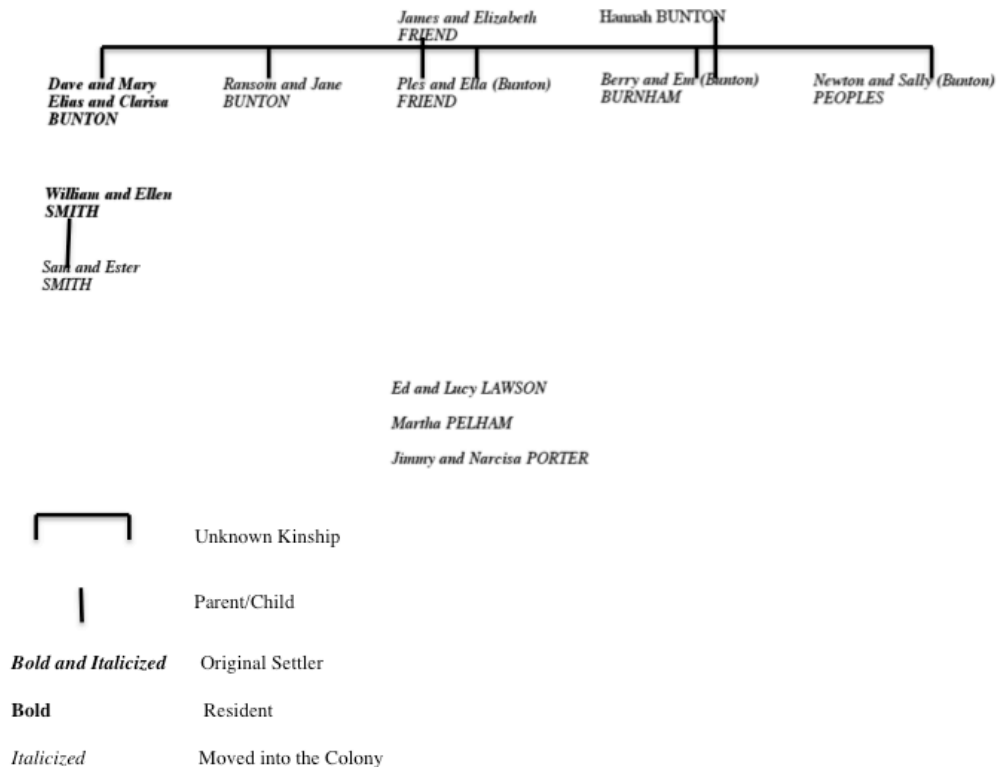 James and Elizabeth
FRIEND
Hannah BUNTON
Dave and Mary
Elias and Clarisa
BUNTON
Ransom and Jane
BUNTON
Ples and Ella (Bunton)
FRIEND
Berry and Em (Bunton)
BURNHAM
Newton and Sally (Bunton)
PEOPLES
William and Ellen
SMITH
Sam and Ester
SMITH
Ed and Lucy LAWSON
Martha PELHAM
Jimmy and Narcisa PORTER
Unknown Kinship
Parent/Child
Bold and Italicized Original Settler
Bold Resident
Italicized Moved into the Colony